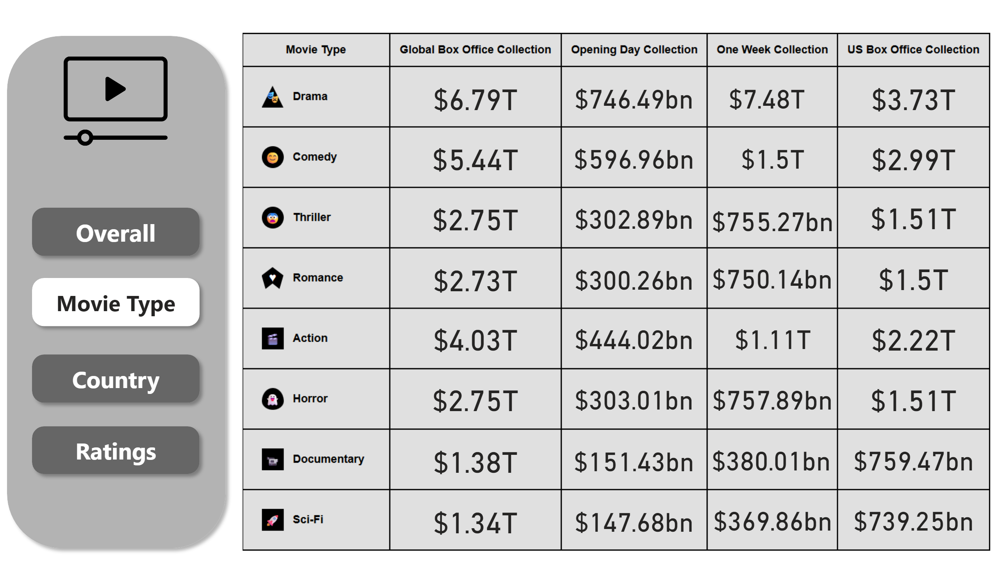 Overall
Movie Type
Country
Ratings
Movie Type Global Box Office Collection Opening Day Collection One Week Collection US Box Office Collection
Drama $6.79T $746.49bn $7.48T $3.73T
Comedy $5.44T $596.96bn $1.5T $2.99T
Thriller $2.75T $302.89bn $755.27bn $1.51T
Romance $2.73T $300.26bn $750.14bn $1.5T
Action $4.03T $444.02bn $1.11T $2.22T
Horror $2.75T $303.01bn $757.89bn $1.51T
Documentary $1.38T $151.43bn $380.01bn $759.47bn
Sci-Fi $1.34T $147.68bn $369.86bn $739.25bn